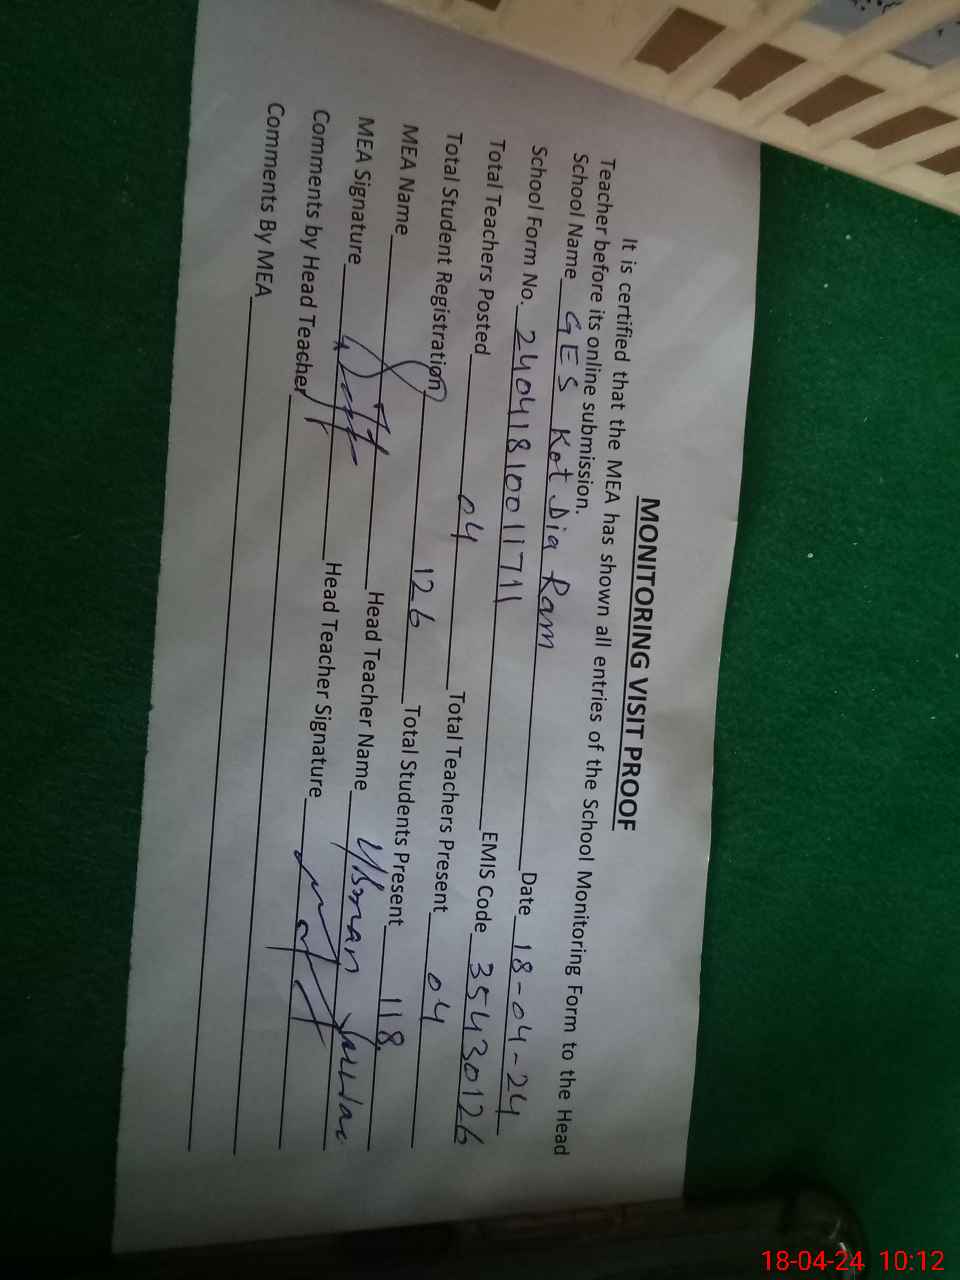 MONITORING VISIT PROOF
It is certified that the MEA has shown all entries of the School Monitoring Form to the Head
Teacher before its online submission.
School Name GES Kot Dia Ram Date 18-04-24
School Form No. 24041810011711 EMIS Code 35430126
Total Teachers Posted 04 Total Teachers Present 04
Total Student Registration 126 Total Students Present 118
MEA Name Head Teacher Name
MEA Signature Head Teacher Signature
Comments by Head Teacher
Comments By MEA
18-04-24 10:12